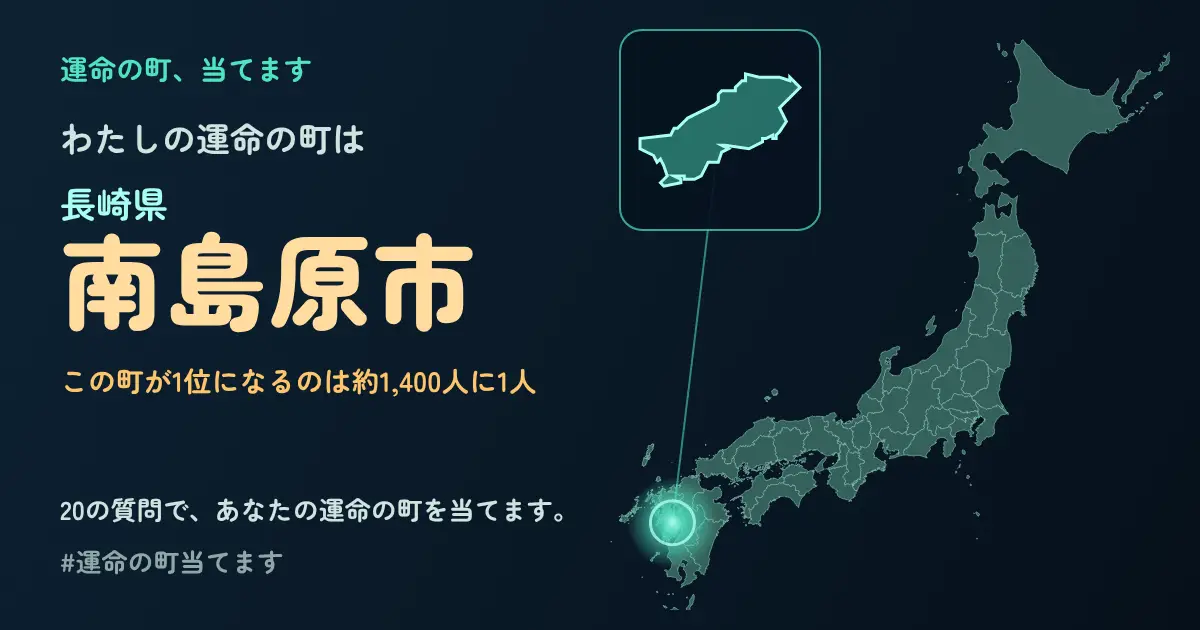 運命の町、当てます
わたしの運命の町は
長崎県
南島原市
この町が1位になるのは約1,400人に1人
20の質問で、あなたの運命の町を当てます。
#運命の町当てます